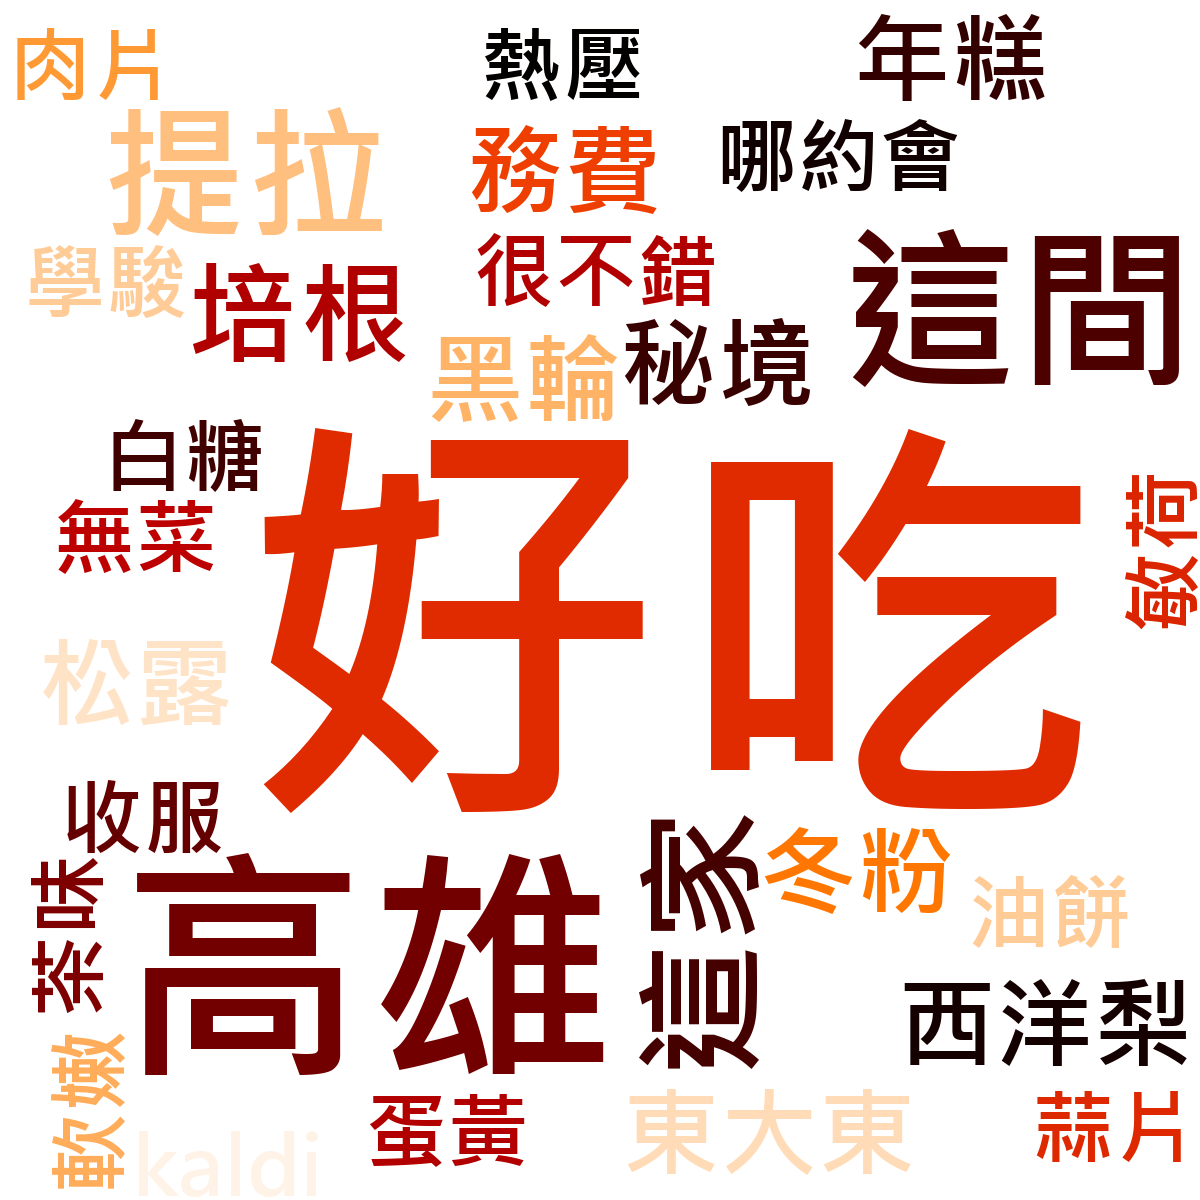 肉片
熱壓
年糕
提拉
務費
哪約會
學駿
培根
很不錯
這間
黑輪
秘境
白糖
好吃
無菜
敏荷
松露
收服
高雄
這家
冬粉
茶味
油餅
西洋梨
軟嫩
kaldi
蛋黃
東大東
蒜片